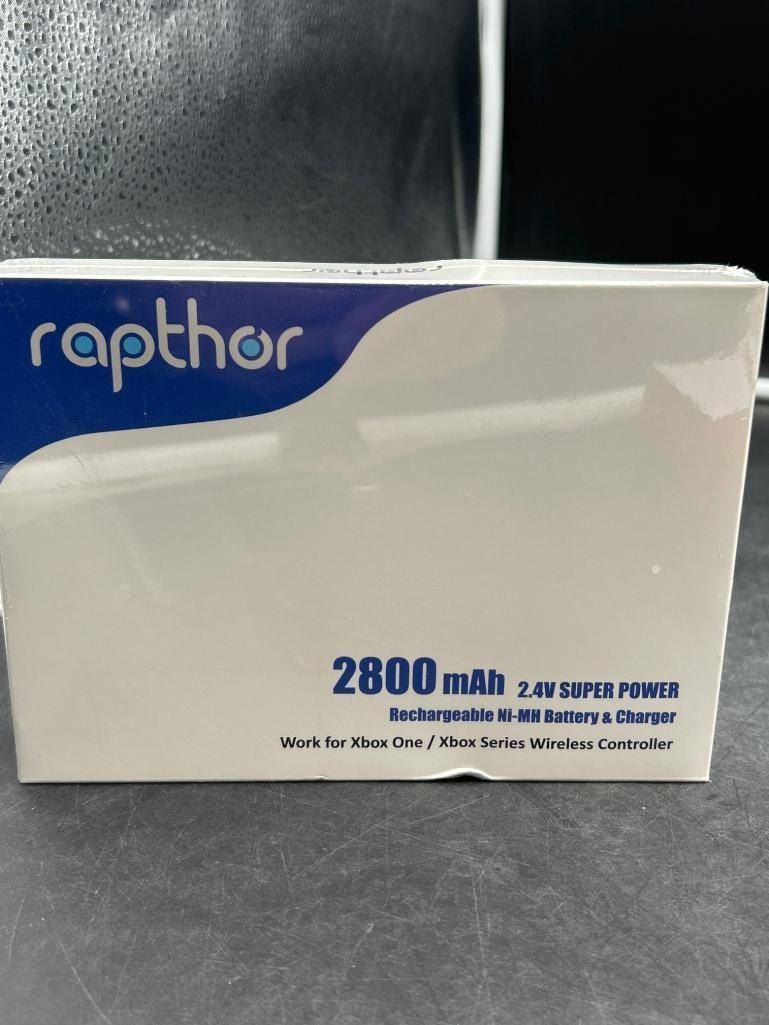 rapthor
rapthor
2800 mAh 2.4V SUPER POWER
Rechargeable Ni-MH Battery & Charger
Work for Xbox One / Xbox Series Wireless Controller